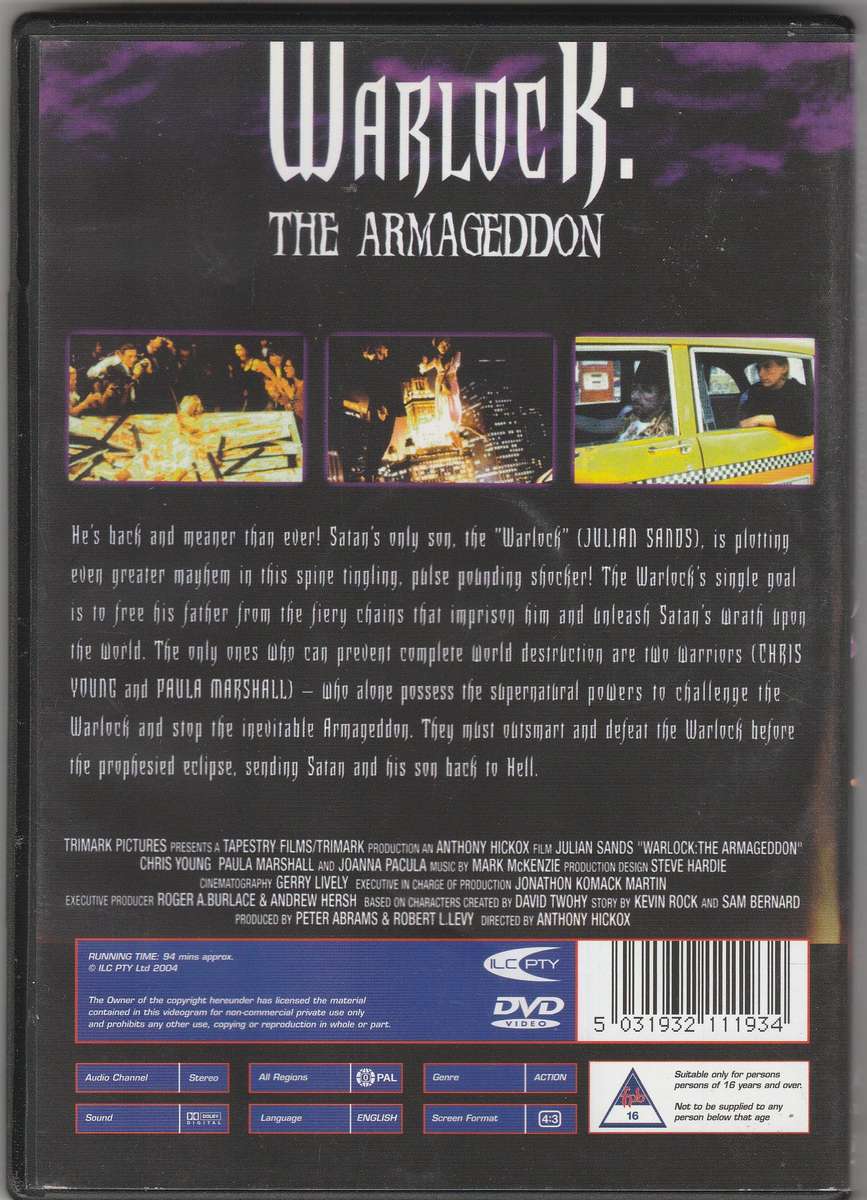 WARLOCK:
THE ARMAGEDDON
He's back and meaner than ever! Satan's only son, the "Warlock" (JULIAN SANDS), is plotting
even greater mayhem in this spine tingling, pulse pounding shocker! The Warlock's single goal
is to free his father from the fiery chains that imprison him and unleash Satan's wrath upon
the world. The only ones who can prevent complete world destruction are two warriors (CHRIS
YOUNG and PAULA MARSHALL) – who alone possess the supernatural powers to challenge the
Warlock and stop the inevitable Armageddon. They must outsmart and defeat the Warlock before
the prophesied eclipse, sending Satan and his son back to Hell.
TRIMARK PICTURES PRESENTS A TAPESTRY FILMS/TRIMARK PRODUCTION AN ANTHONY HICKOX FILM JULIAN SANDS "WARLOCK:THE ARMAGEDDON"
CHRIS YOUNG PAULA MARSHALL AND JOANNA PACULA MUSIC BY MARK McKENZIE PRODUCTION DESIGN STEVE HARDIE
CINEMATOGRAPHY GERRY LIVELY EXECUTIVE IN CHARGE OF PRODUCTION JONATHON KOMACK MARTIN
EXECUTIVE PRODUCER ROGER A.BURLACE & ANDREW HERSH BASED ON CHARACTERS CREATED BY DAVID TWOHY STORY BY KEVIN ROCK AND SAM BERNARD
PRODUCED BY PETER ABRAMS & ROBERT L.LEVY DIRECTED BY ANTHONY HICKOX
RUNNING TIME: 94 mins approx.
© ILC PTY Ltd 2004
The Owner of the copyright hereunder has licensed the material
contained in this videogram for non-commercial private use only
and prohibits any other use, copying or reproduction in whole or part.
ILC PTY
DVD
VIDEO
5 031932 111934
Audio Channel Stereo
All Regions 0 PAL
Genre ACTION
Sound DOLBY DIGITAL
Language ENGLISH
Screen Format 4:3
fpb
16
Suitable only for persons
persons of 16 years and over.
Not to be supplied to any
person below that age